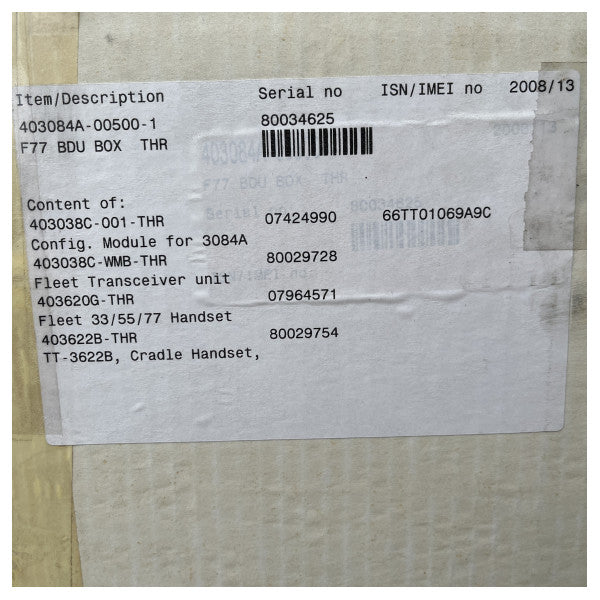 Item/Description Serial no ISN/IMEI no 2008/13
403084A-00500-1 80034625
F77 BDU BOX THR
Content of:
403038C-001-THR 07424990 66TT01069A9C
Config. Module for 3084A
403038C-WMB-THR 80029728
Fleet Transceiver unit
403620G-THR 07964571
Fleet 33/55/77 Handset
403622B-THR 80029754
TT-3622B, Cradle Handset,